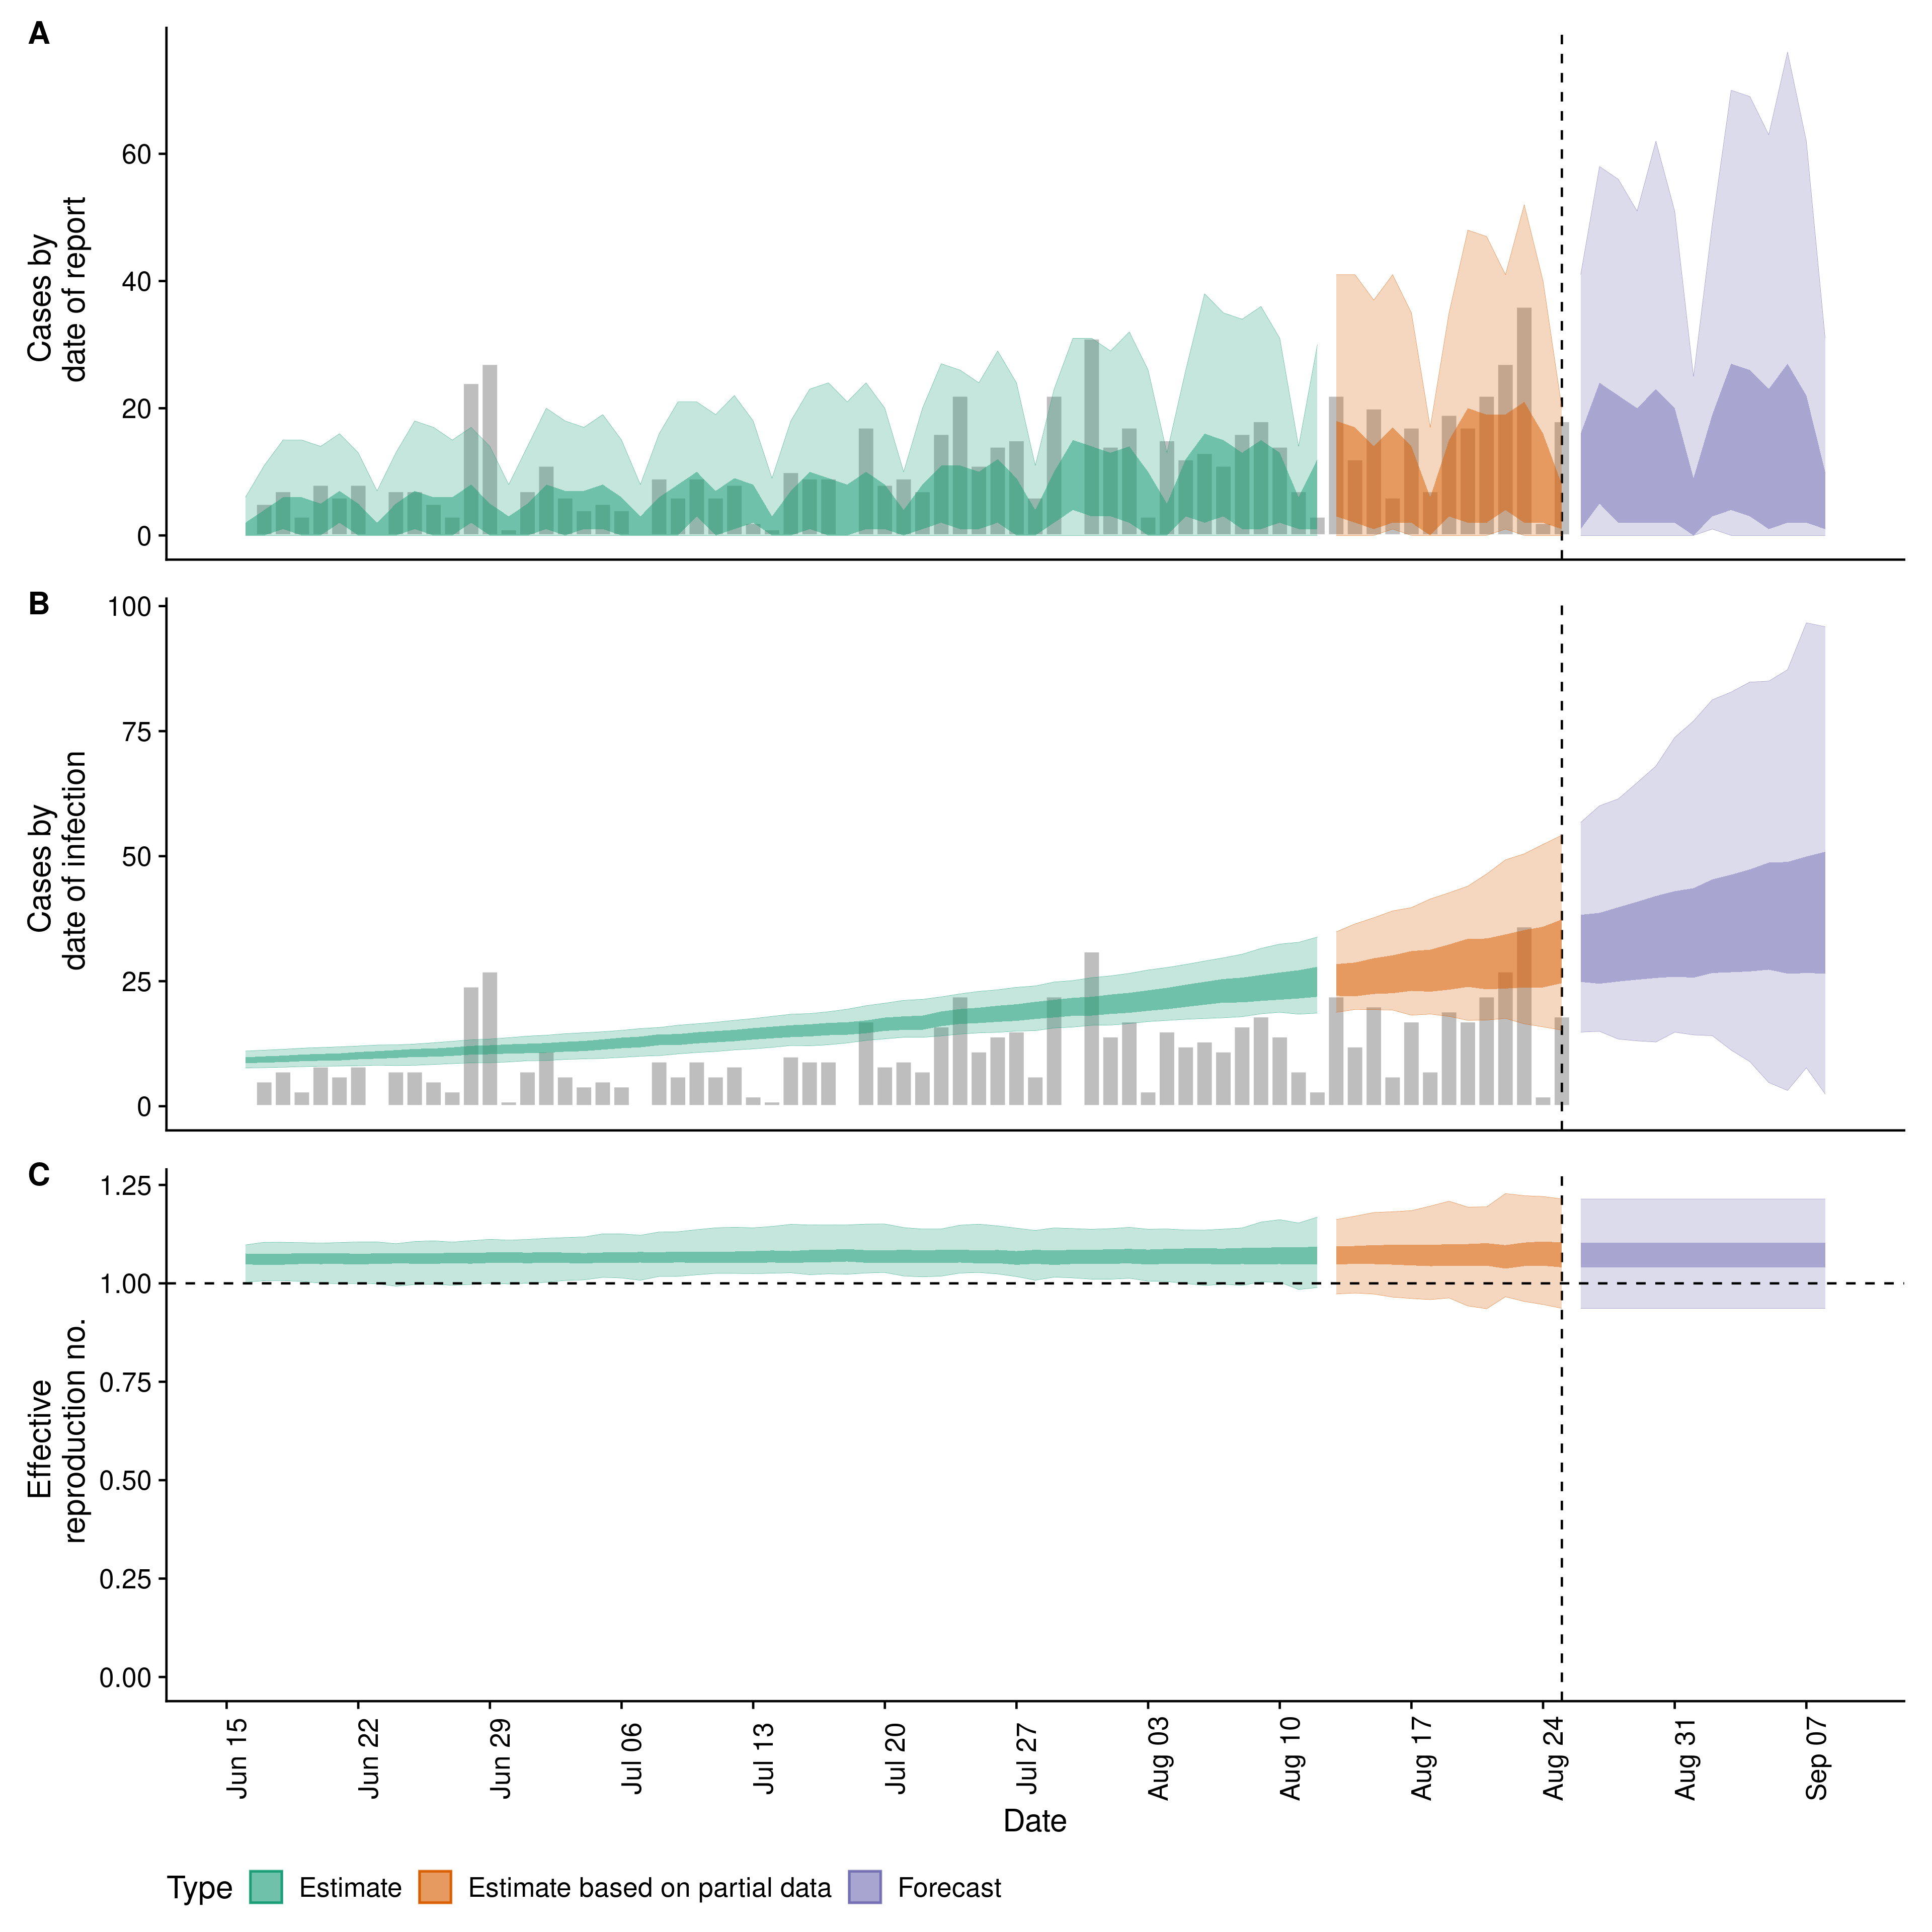 A
Cases by
date of report
60
40
20
0
B
Cases by
date of infection
100
75
50
25
0
C
Effective
reproduction no.
1.25
1.00
0.75
0.50
0.25
0.00
Jun 15
Jun 22
Jun 29
Jul 06
Jul 13
Jul 20
Jul 27
Aug 03
Aug 10
Aug 17
Aug 24
Aug 31
Sep 07
Date
Type Estimate Estimate based on partial data Forecast